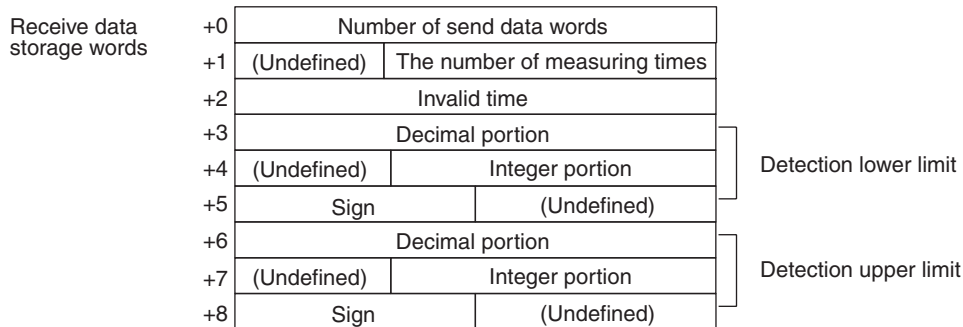 Receive data
storage words
+0 Number of send data words
+1 (Undefined) The number of measuring times
+2 Invalid time
+3 Decimal portion
+4 (Undefined) Integer portion
+5 Sign (Undefined)
Detection lower limit
+6 Decimal portion
+7 (Undefined) Integer portion
+8 Sign (Undefined)
Detection upper limit